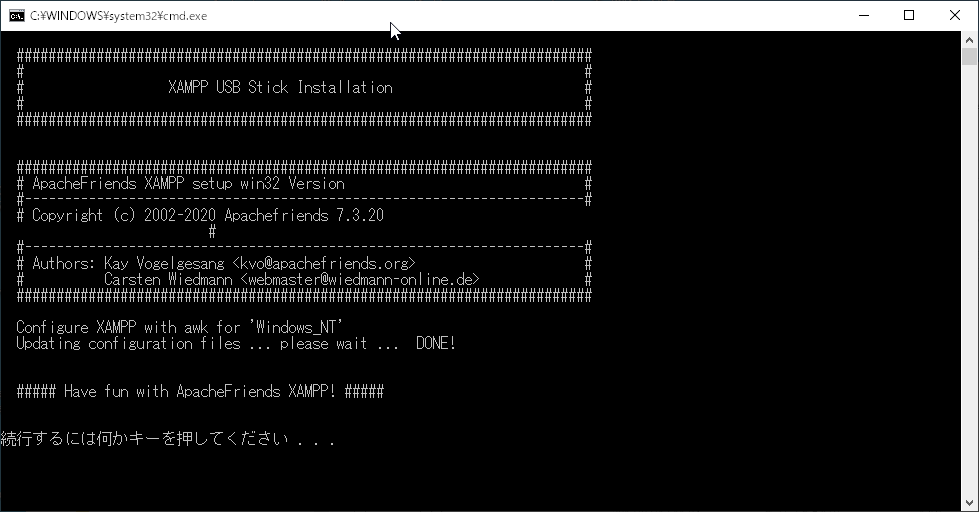 C:¥WINDOWS¥system32¥cmd.exe
########################################################################
#                                                                      #
#                  XAMPP USB Stick Installation                        #
#                                                                      #
########################################################################
########################################################################
# ApacheFriends XAMPP setup win32 Version                              #
#----------------------------------------------------------------------#
# Copyright (c) 2002-2020 Apachefriends 7.3.20
                        #
#----------------------------------------------------------------------#
# Authors: Kay Vogelgesang <kvo@apachefriends.org>                     #
#          Carsten Wiedmann <webmaster@wiedmann-online.de>             #
########################################################################
Configure XAMPP with awk for 'Windows_NT'
Updating configuration files ... please wait ...  DONE!
##### Have fun with ApacheFriends XAMPP! #####
続行するには何かキーを押してください . . .